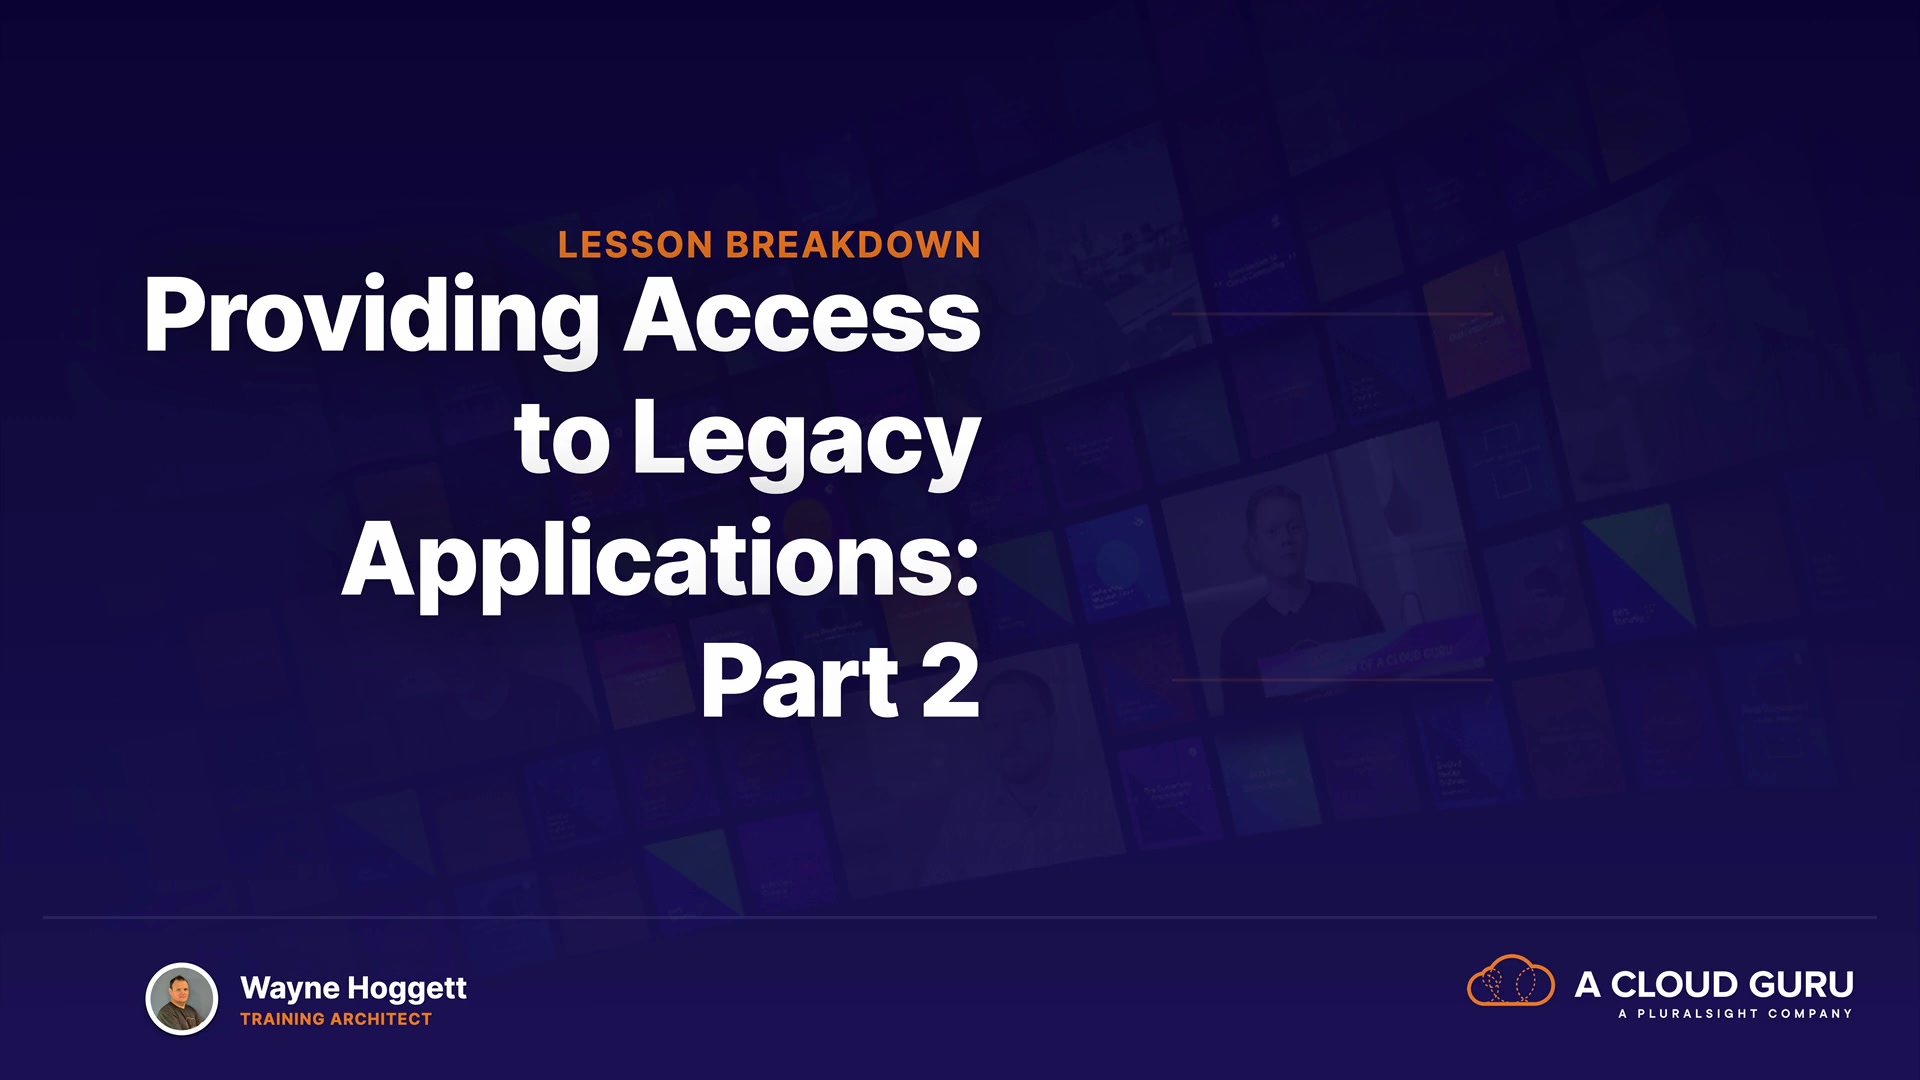 LESSON BREAKDOWN
Providing Access
to Legacy
Applications:
Part 2
Wayne Hoggett
TRAINING ARCHITECT
A CLOUD GURU
A PLURALSIGHT COMPANY